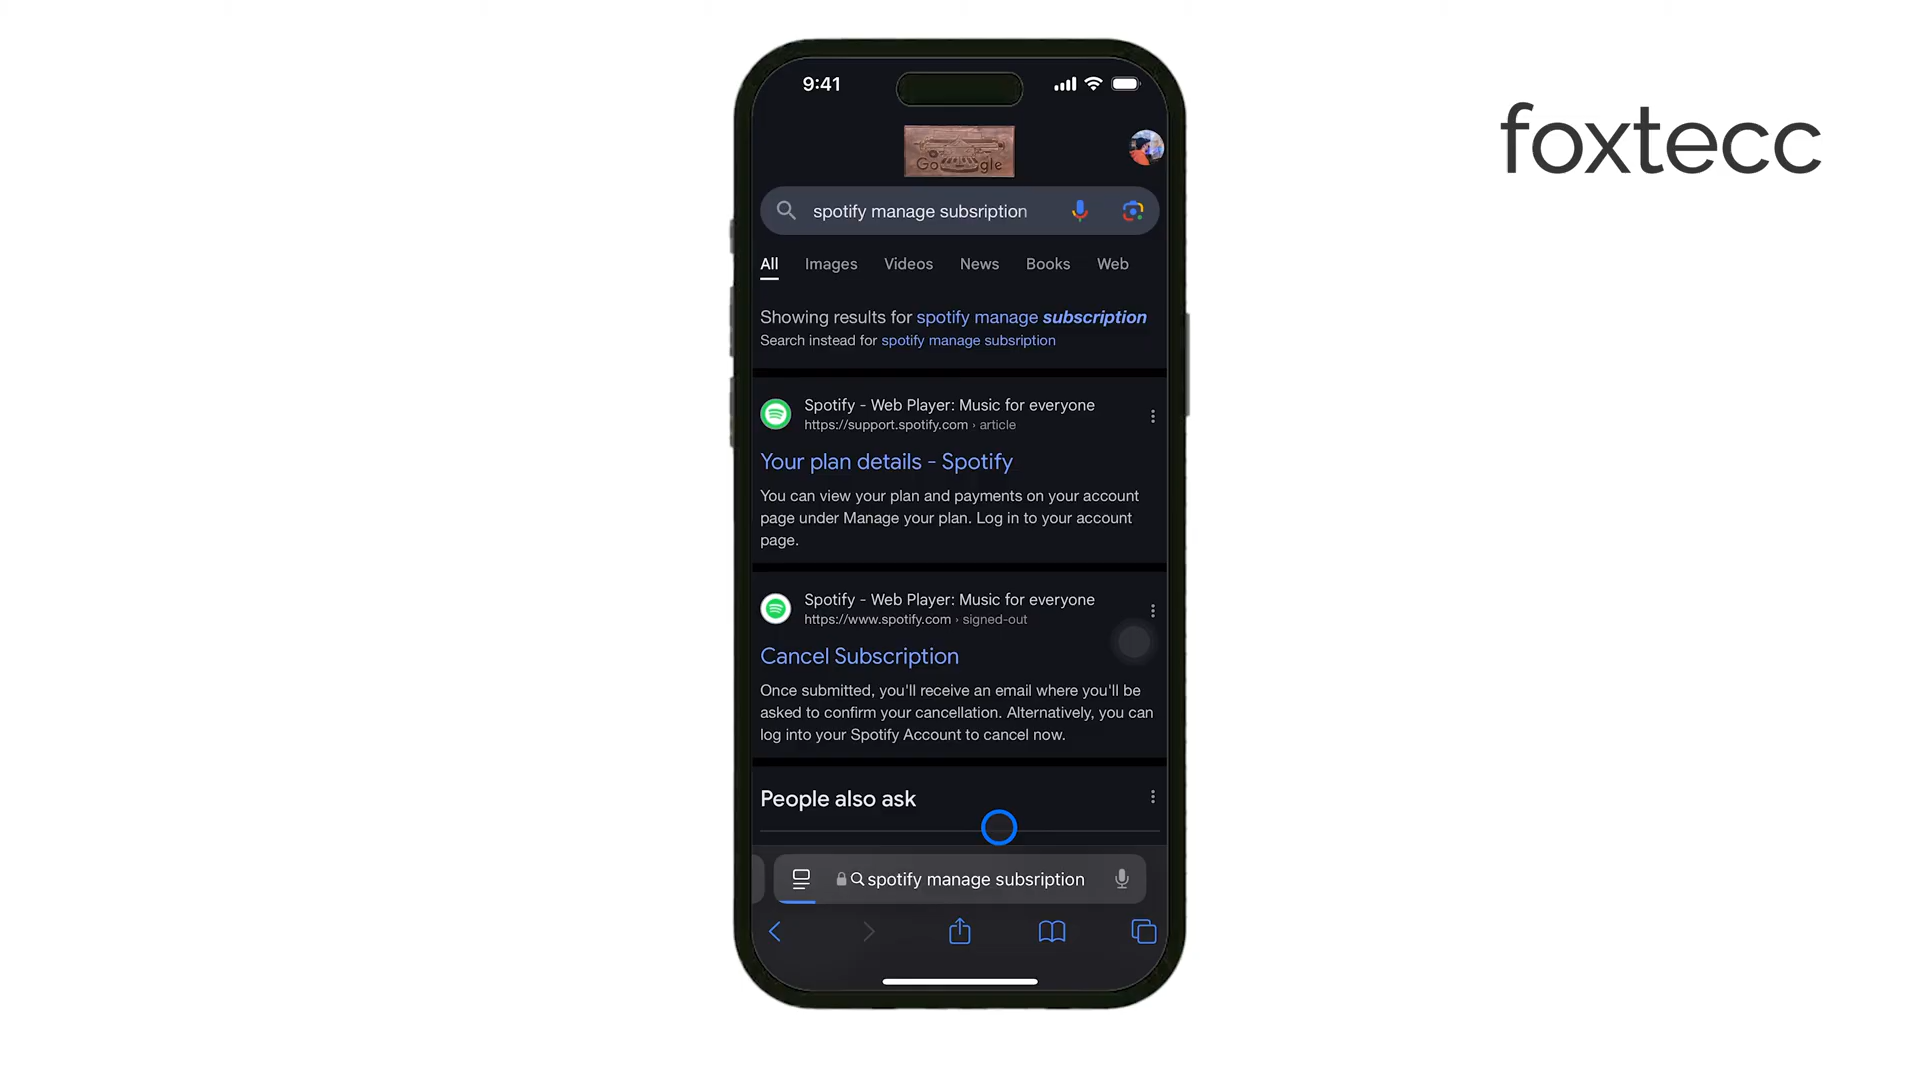 9:41
foxtecc
Google
spotify manage subsription
All Images Videos News Books Web
Showing results for spotify manage subscription
Search instead for spotify manage subsription
Spotify - Web Player: Music for everyone
https://support.spotify.com › article
Your plan details - Spotify
You can view your plan and payments on your account
page under Manage your plan. Log in to your account
page.
Spotify - Web Player: Music for everyone
https://www.spotify.com › signed-out
Cancel Subscription
Once submitted, you'll receive an email where you'll be
asked to confirm your cancellation. Alternatively, you can
log into your Spotify Account to cancel now.
People also ask
spotify manage subsription